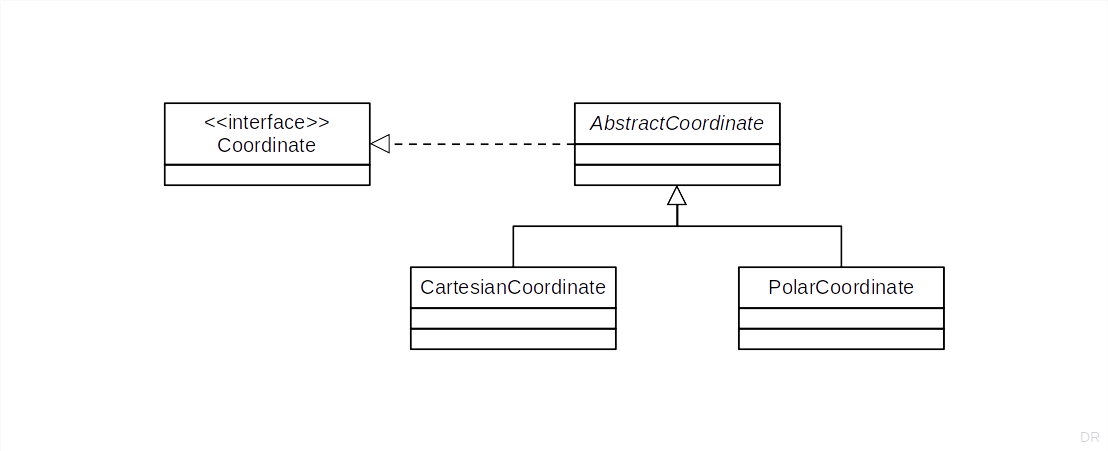 <<interface>>
Coordinate
AbstractCoordinate
CartesianCoordinate
PolarCoordinate
DR